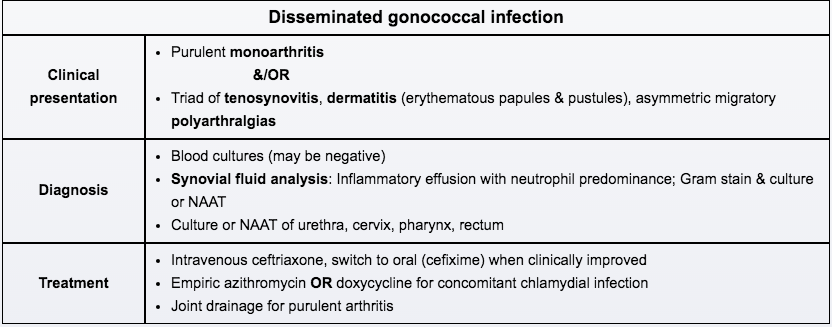 Disseminated gonococcal infection
Clinical
presentation
• Purulent monoarthritis
&/OR
• Triad of tenosynovitis, dermatitis (erythematous papules & pustules), asymmetric migratory
polyarthralgias
Diagnosis
• Blood cultures (may be negative)
• Synovial fluid analysis: Inflammatory effusion with neutrophil predominance; Gram stain & culture
or NAAT
• Culture or NAAT of urethra, cervix, pharynx, rectum
Treatment
• Intravenous ceftriaxone, switch to oral (cefixime) when clinically improved
• Empiric azithromycin OR doxycycline for concomitant chlamydial infection
• Joint drainage for purulent arthritis